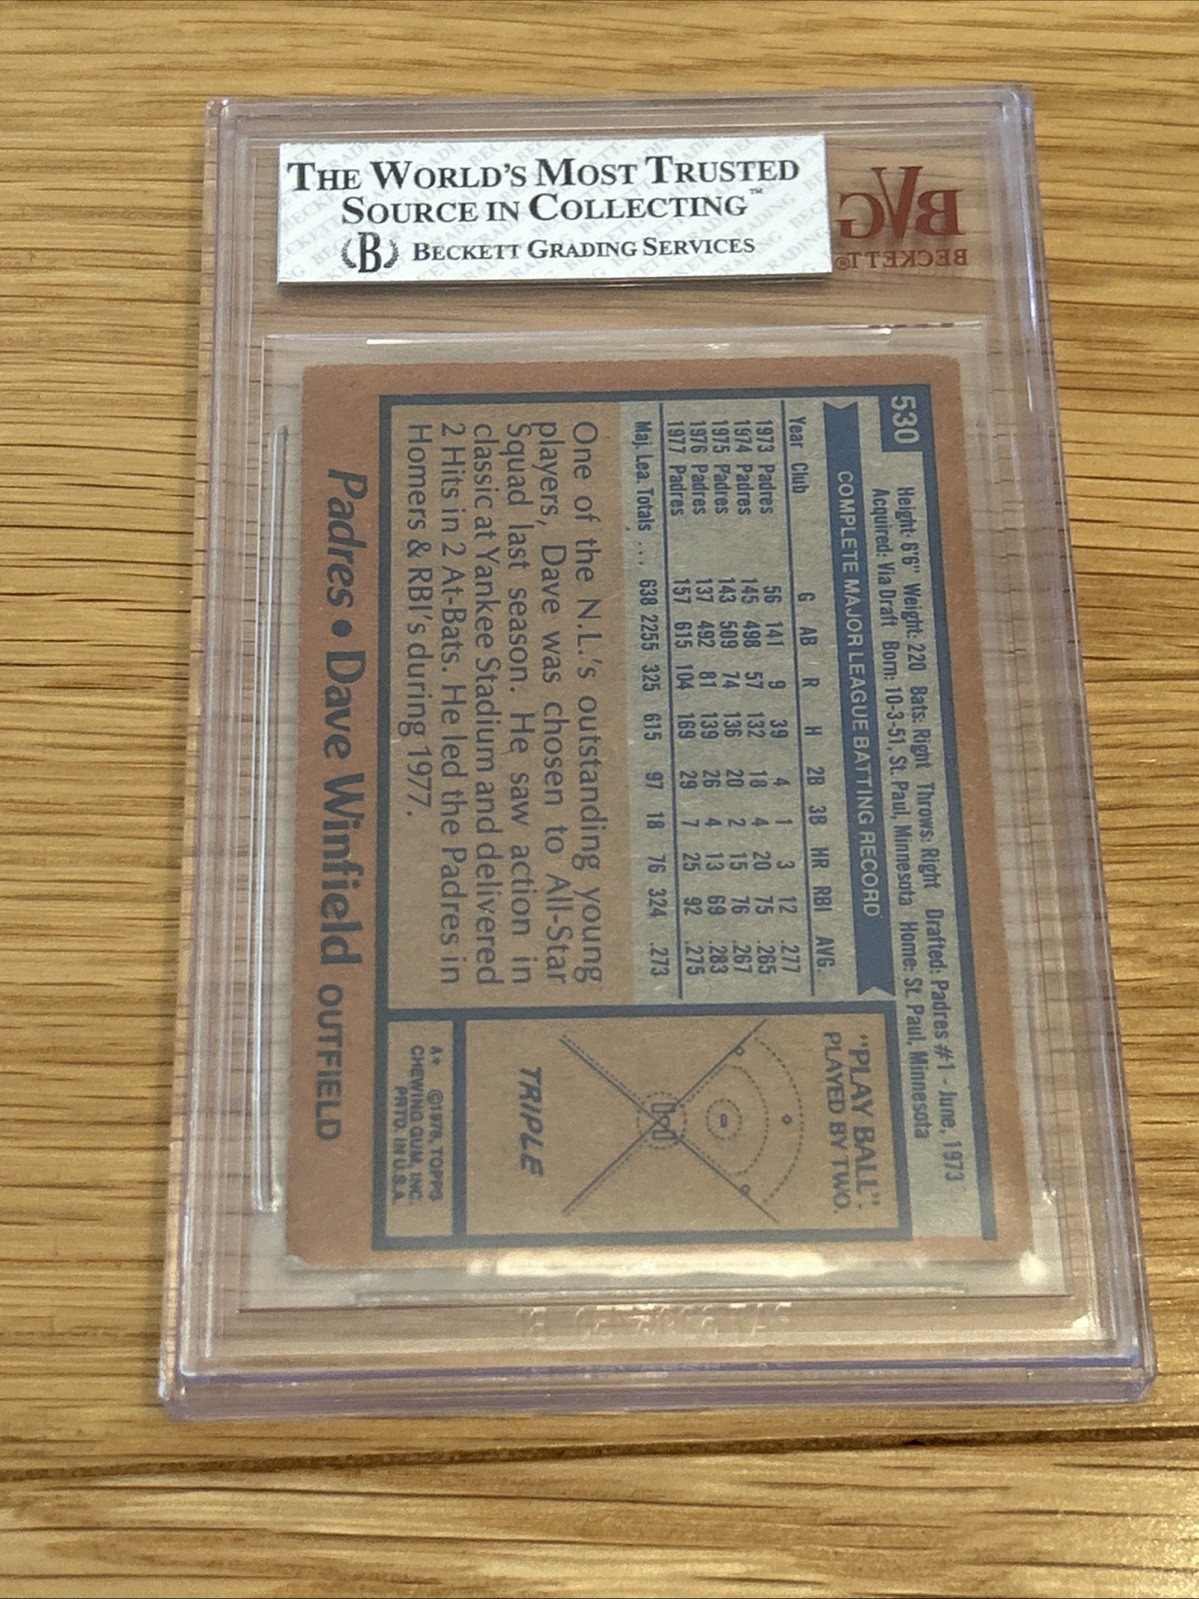 THE WORLD'S MOST TRUSTED
SOURCE IN COLLECTING™
B BECKETT GRADING SERVICES
BVG
BECKETT®
530
Height: 6'6" Weight: 220 Bats: Right Throws: Right Drafted: Padres #1 - June, 1973
Acquired: Via Draft Born: 10-3-51, St. Paul, Minnesota Home: St. Paul, Minnesota
COMPLETE MAJOR LEAGUE BATTING RECORD
Year Club G AB R H 2B 3B HR RBI AVG.
1973 Padres 56 141 9 39 4 1 3 12 .277
1974 Padres 145 498 57 132 18 4 20 75 .265
1975 Padres 143 509 74 136 20 2 15 76 .267
1976 Padres 137 492 81 139 26 4 13 69 .283
1977 Padres 157 615 104 169 29 7 25 92 .275
Maj. Lea. Totals .... 638 2255 325 615 97 18 76 324 .273
One of the N.L.'s outstanding young
players, Dave was chosen to All-Star
Squad last season. He saw action in
classic at Yankee Stadium and delivered
2 Hits in 2 At-Bats. He led the Padres in
Homers & RBI's during 1977.
"PLAY BALL"
PLAYED BY TWO.
TRIPLE
A* ©1978, TOPPS
CHEWING GUM, INC.
PRTD. IN U.S.A.
Padres • Dave Winfield OUTFIELD